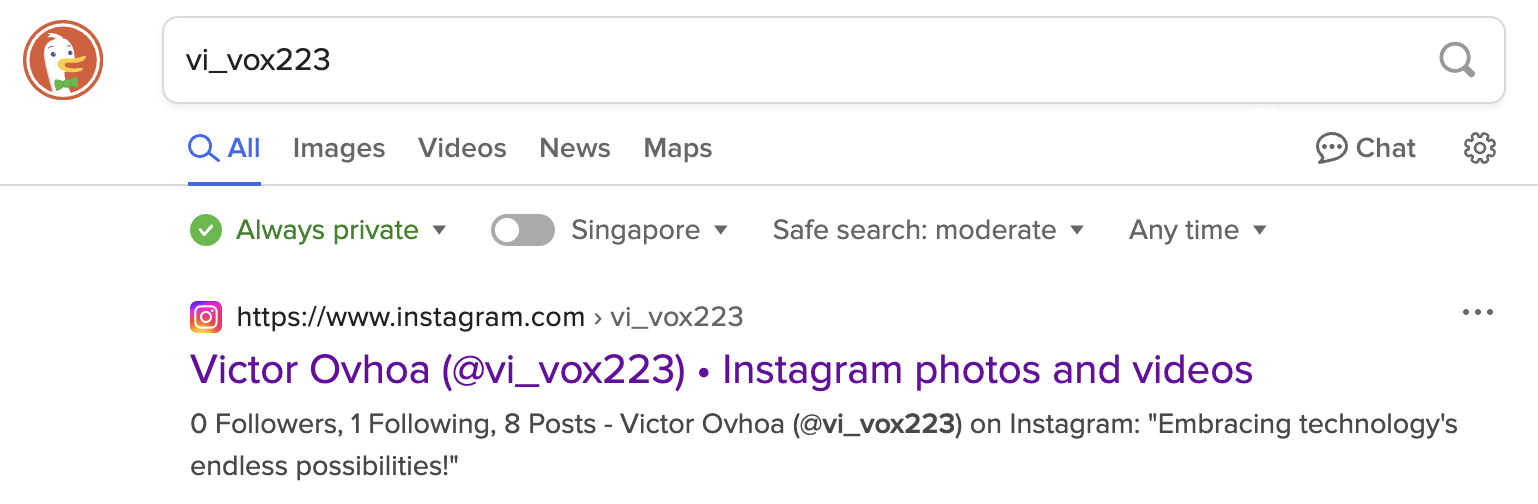 vi_vox223
All Images Videos News Maps Chat
Always private Singapore Safe search: moderate Any time
https://www.instagram.com › vi_vox223
Victor Ovhoa (@vi_vox223) • Instagram photos and videos
0 Followers, 1 Following, 8 Posts - Victor Ovhoa (@vi_vox223) on Instagram: "Embracing technology's
endless possibilities!"